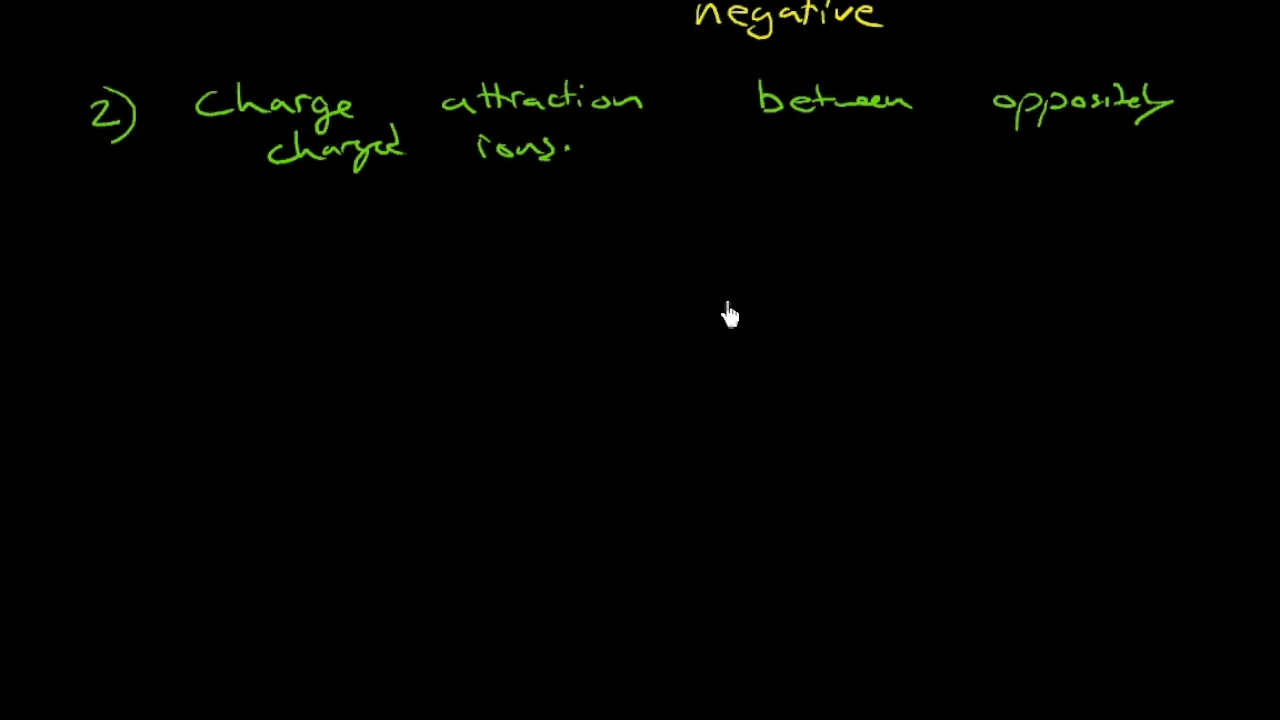 negative
2) Charge attraction between oppositely
charged ions.